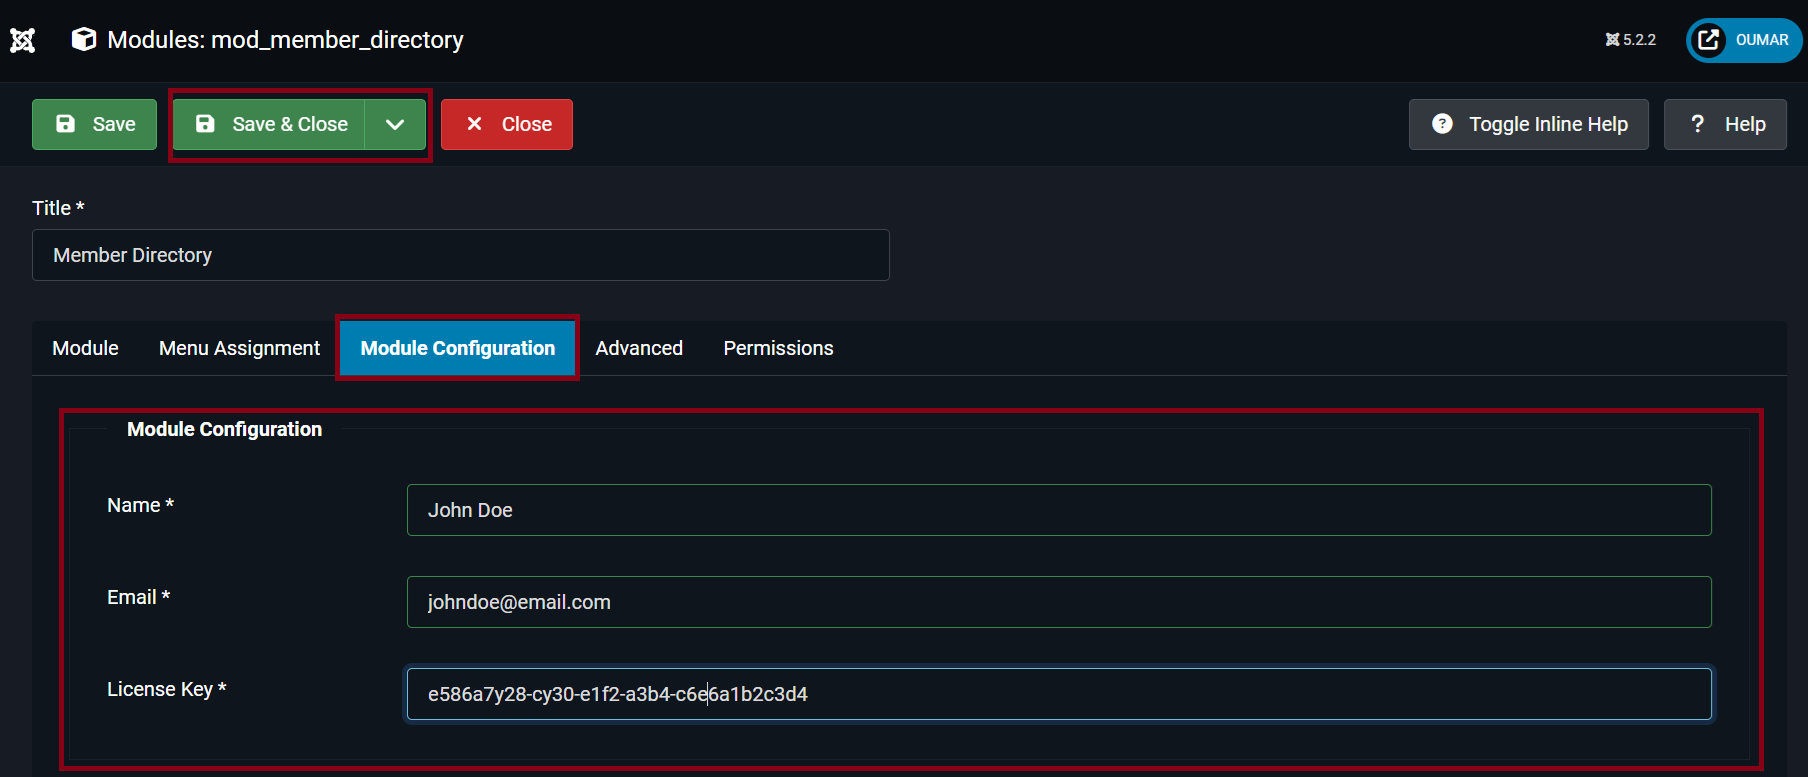 Modules: mod_member_directory
5.2.2
OUMAR
Save
Save & Close
Close
Toggle Inline Help
? Help
Title *
Member Directory
Module
Menu Assignment
Module Configuration
Advanced
Permissions
Module Configuration
Name *
John Doe
Email *
johndoe@email.com
License Key *
e586a7y28-cy30-e1f2-a3b4-c6e6a1b2c3d4